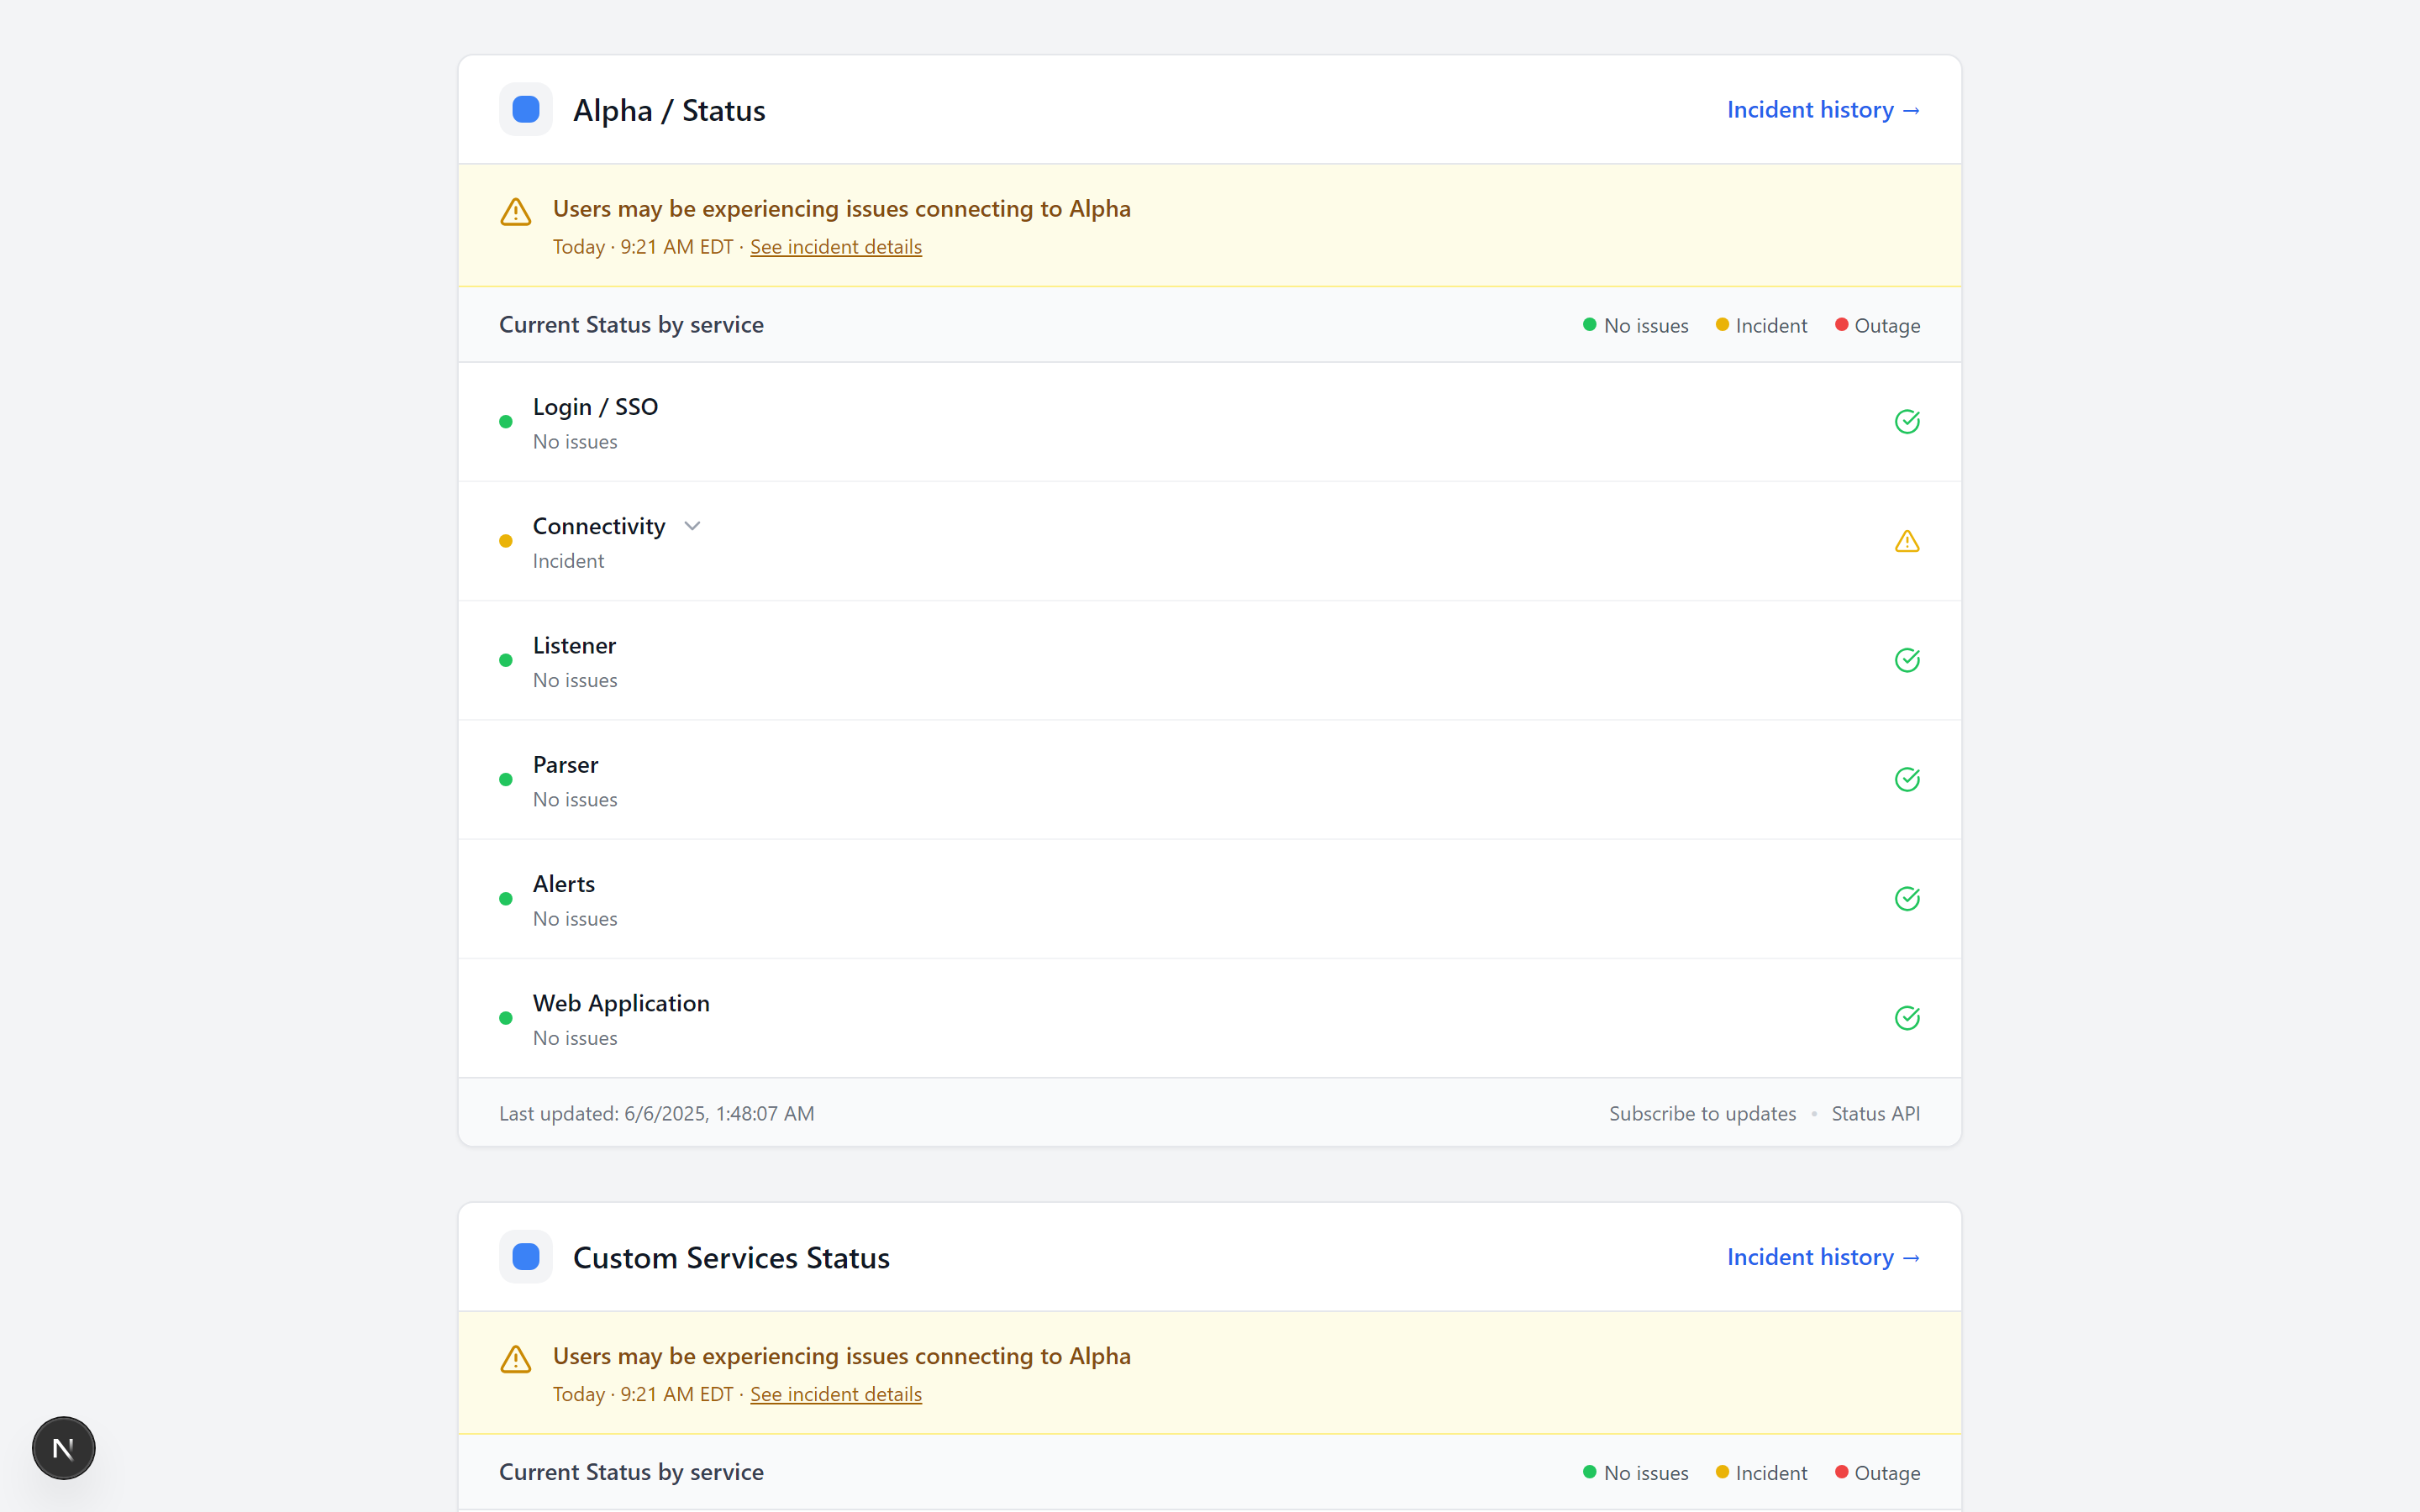 Alpha / Status
Incident history →
Users may be experiencing issues connecting to Alpha
Today · 9:21 AM EDT · See incident details
Current Status by service
No issues
Incident
Outage
Login / SSO
No issues
Connectivity
Incident
Listener
No issues
Parser
No issues
Alerts
No issues
Web Application
No issues
Last updated: 6/6/2025, 1:48:07 AM
Subscribe to updates • Status API
Custom Services Status
Incident history →
Users may be experiencing issues connecting to Alpha
Today · 9:21 AM EDT · See incident details
Current Status by service
No issues
Incident
Outage
N